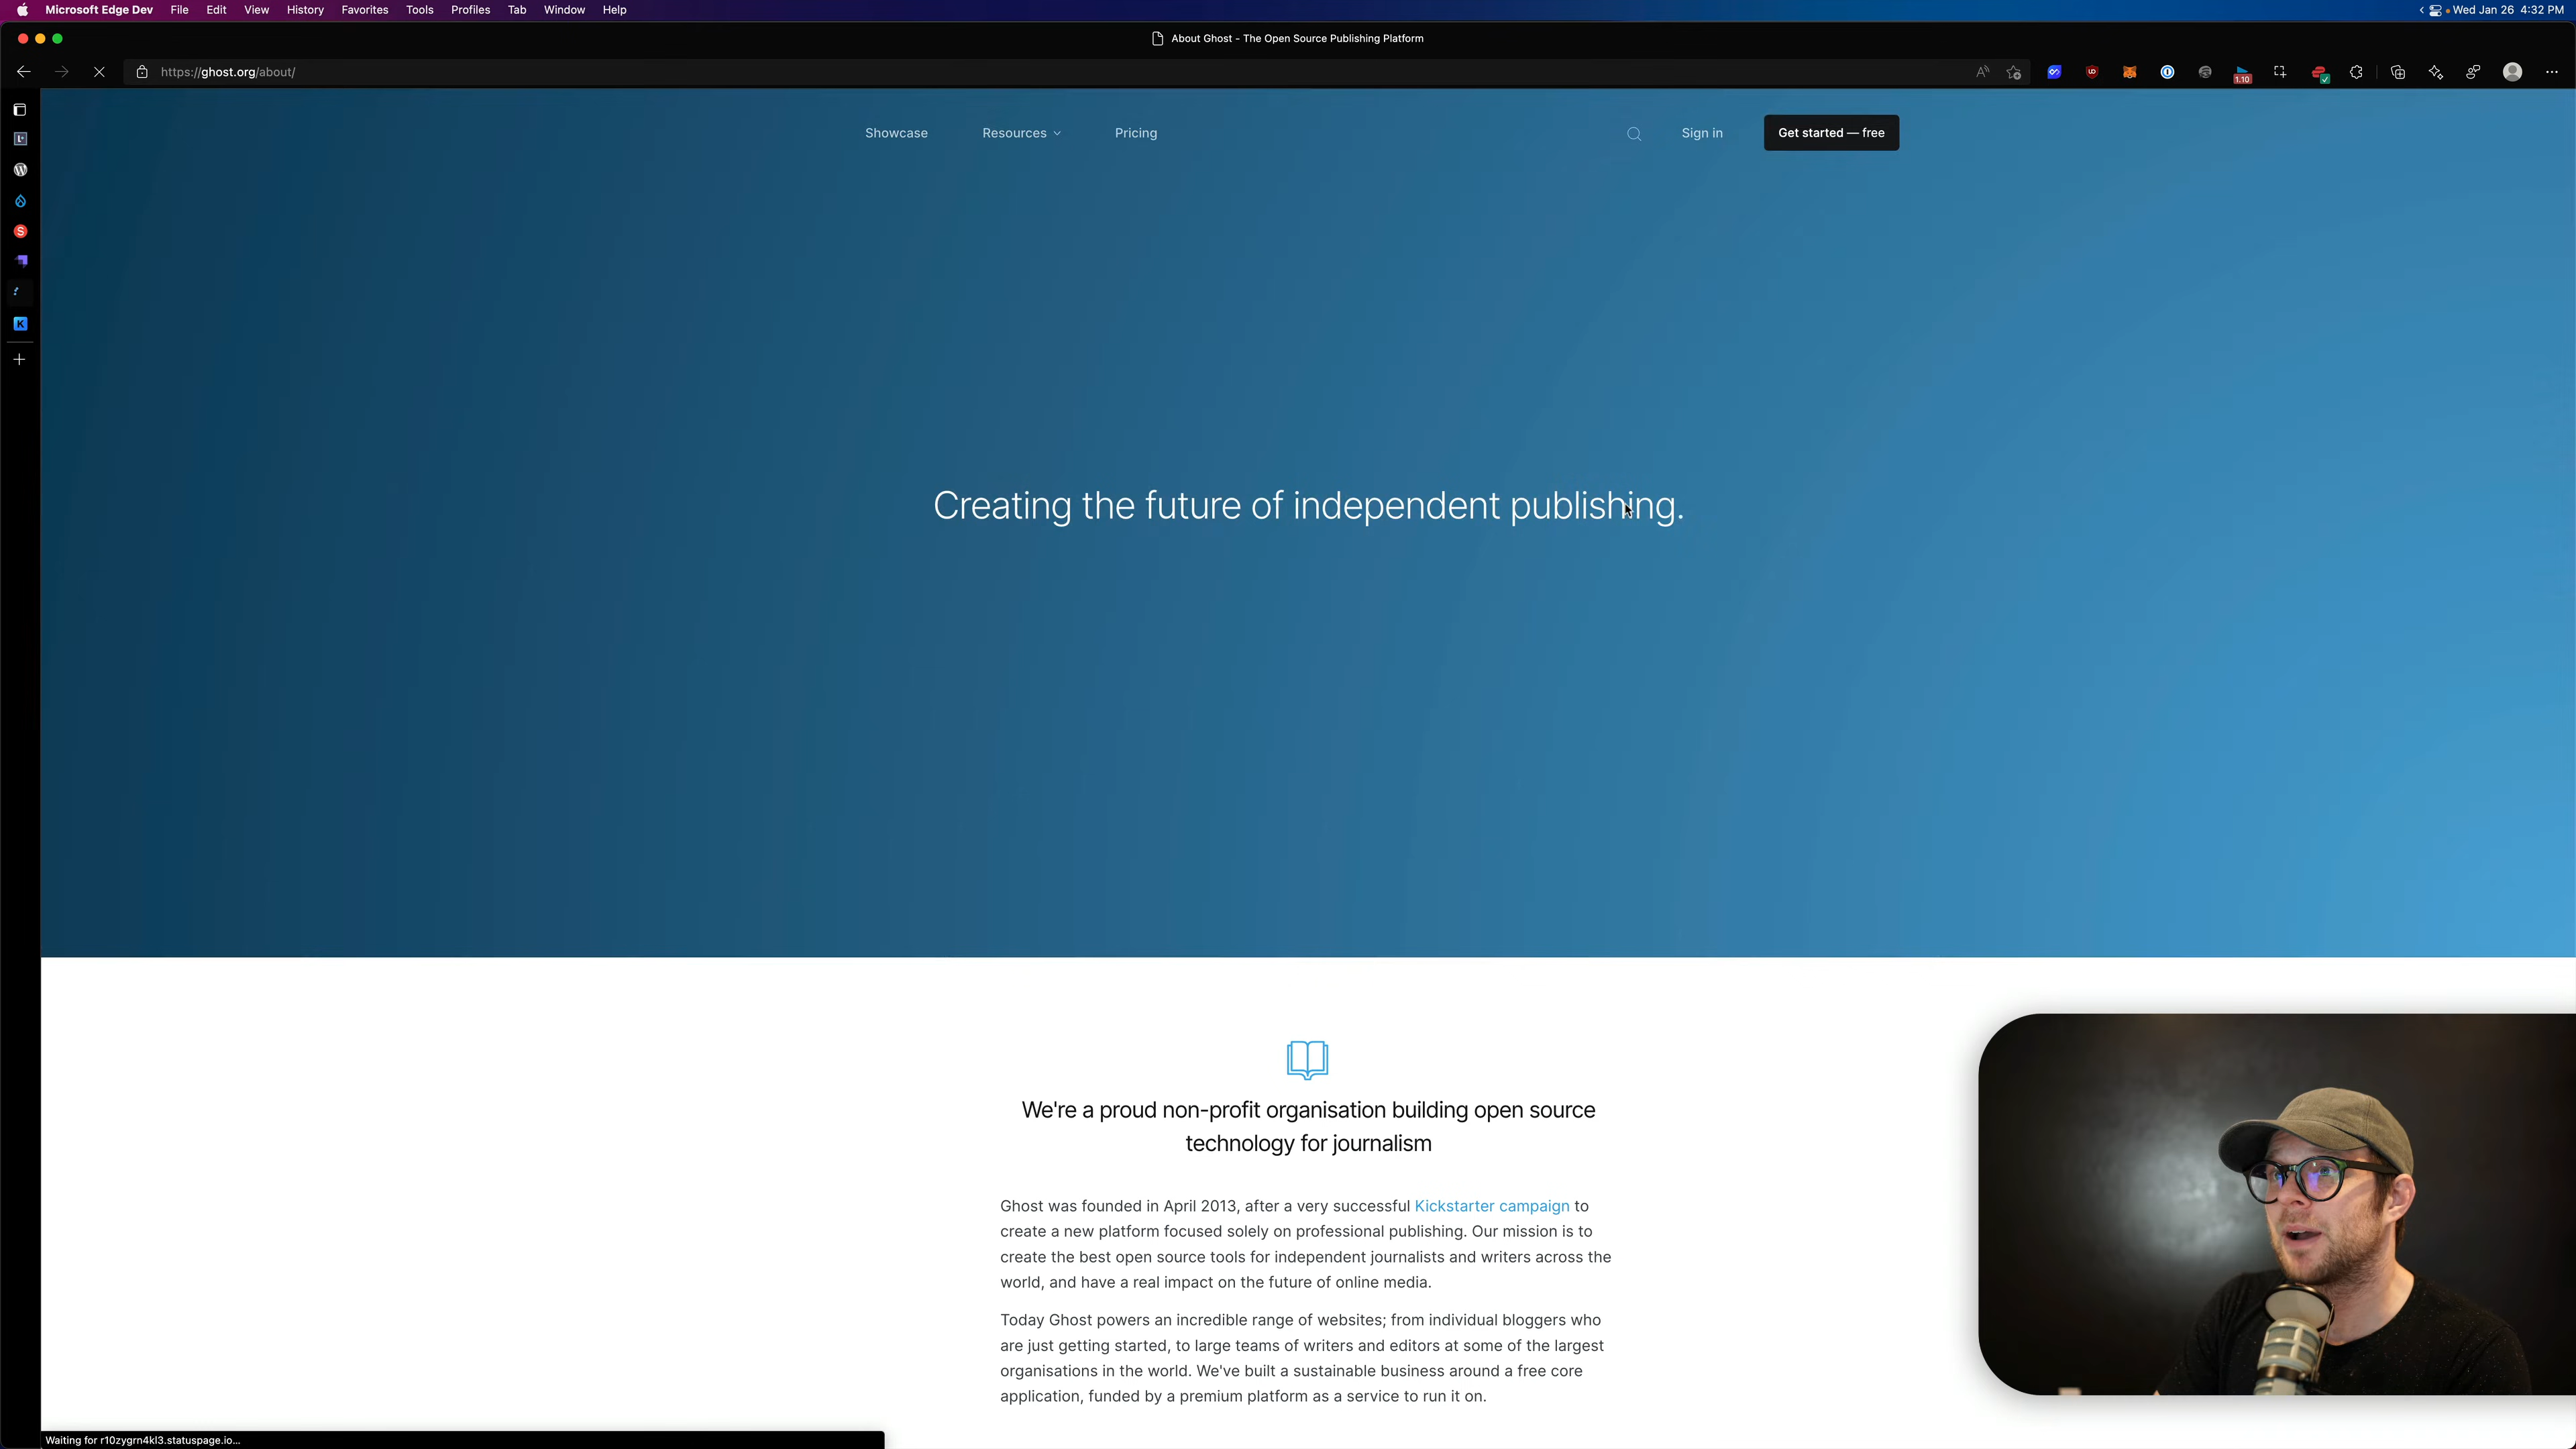 Microsoft Edge Dev File Edit View History Favorites Tools Profiles Tab Window Help
Wed Jan 26 4:32 PM
About Ghost - The Open Source Publishing Platform
https://ghost.org/about/
1.10
Showcase Resources Pricing Sign in Get started — free
S
K
Creating the future of independent publishing.
We're a proud non-profit organisation building open source
technology for journalism
Ghost was founded in April 2013, after a very successful Kickstarter campaign to
create a new platform focused solely on professional publishing. Our mission is to
create the best open source tools for independent journalists and writers across the
world, and have a real impact on the future of online media.
Today Ghost powers an incredible range of websites; from individual bloggers who
are just getting started, to large teams of writers and editors at some of the largest
organisations in the world. We've built a sustainable business around a free core
application, funded by a premium platform as a service to run it on.
Waiting for r10zygrn4kl3.statuspage.io...